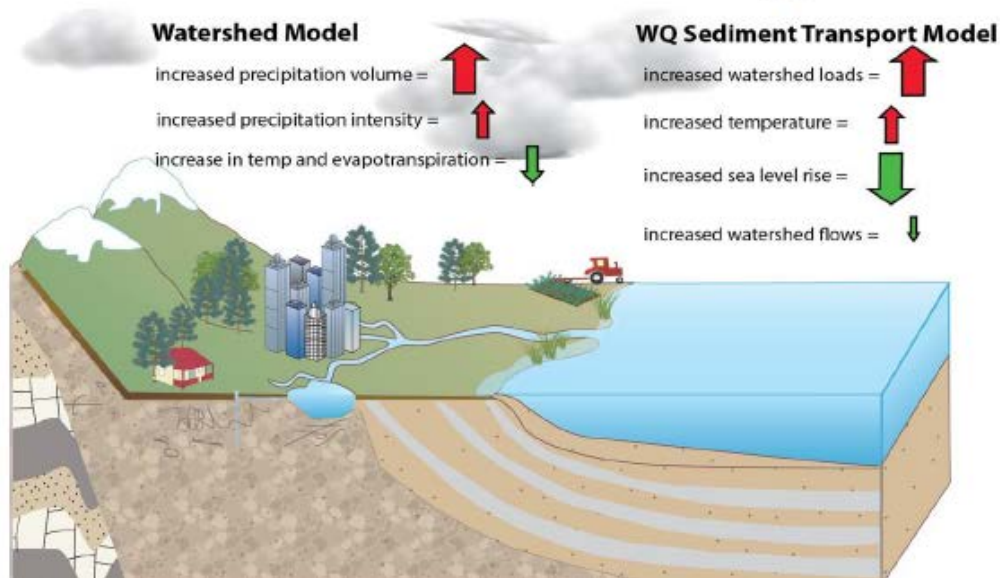 Watershed Model
increased precipitation volume =
increased precipitation intensity =
increase in temp and evapotranspiration =
WQ Sediment Transport Model
increased watershed loads =
increased temperature =
increased sea level rise =
increased watershed flows =